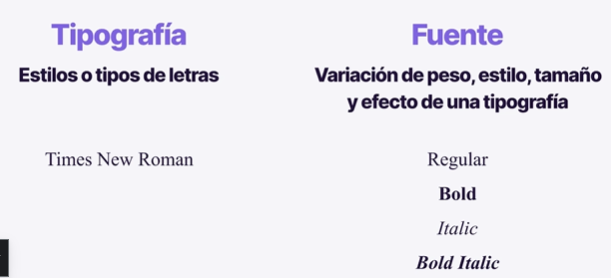 Tipografía
Estilos o tipos de letras
Times New Roman
Fuente
Variación de peso, estilo, tamaño
y efecto de una tipografía
Regular
Bold
Italic
Bold Italic